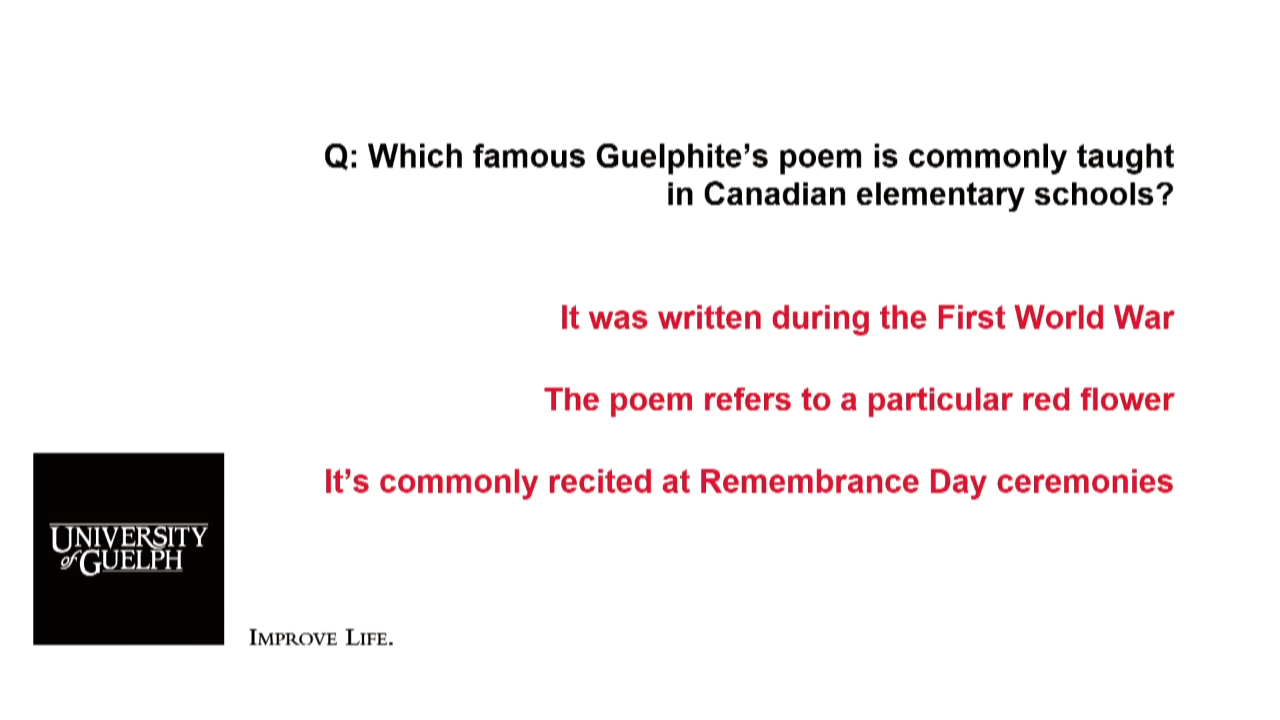 Q: Which famous Guelphite’s poem is commonly taught
in Canadian elementary schools?
It was written during the First World War
The poem refers to a particular red flower
It’s commonly recited at Remembrance Day ceremonies
UNIVERSITY
of GUELPH
IMPROVE LIFE.